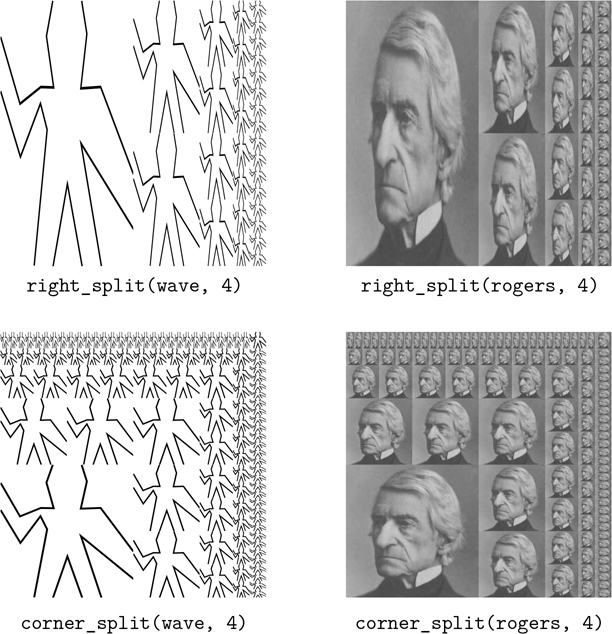 right_split(wave, 4)
right_split(rogers, 4)
corner_split(wave, 4)
corner_split(rogers, 4)